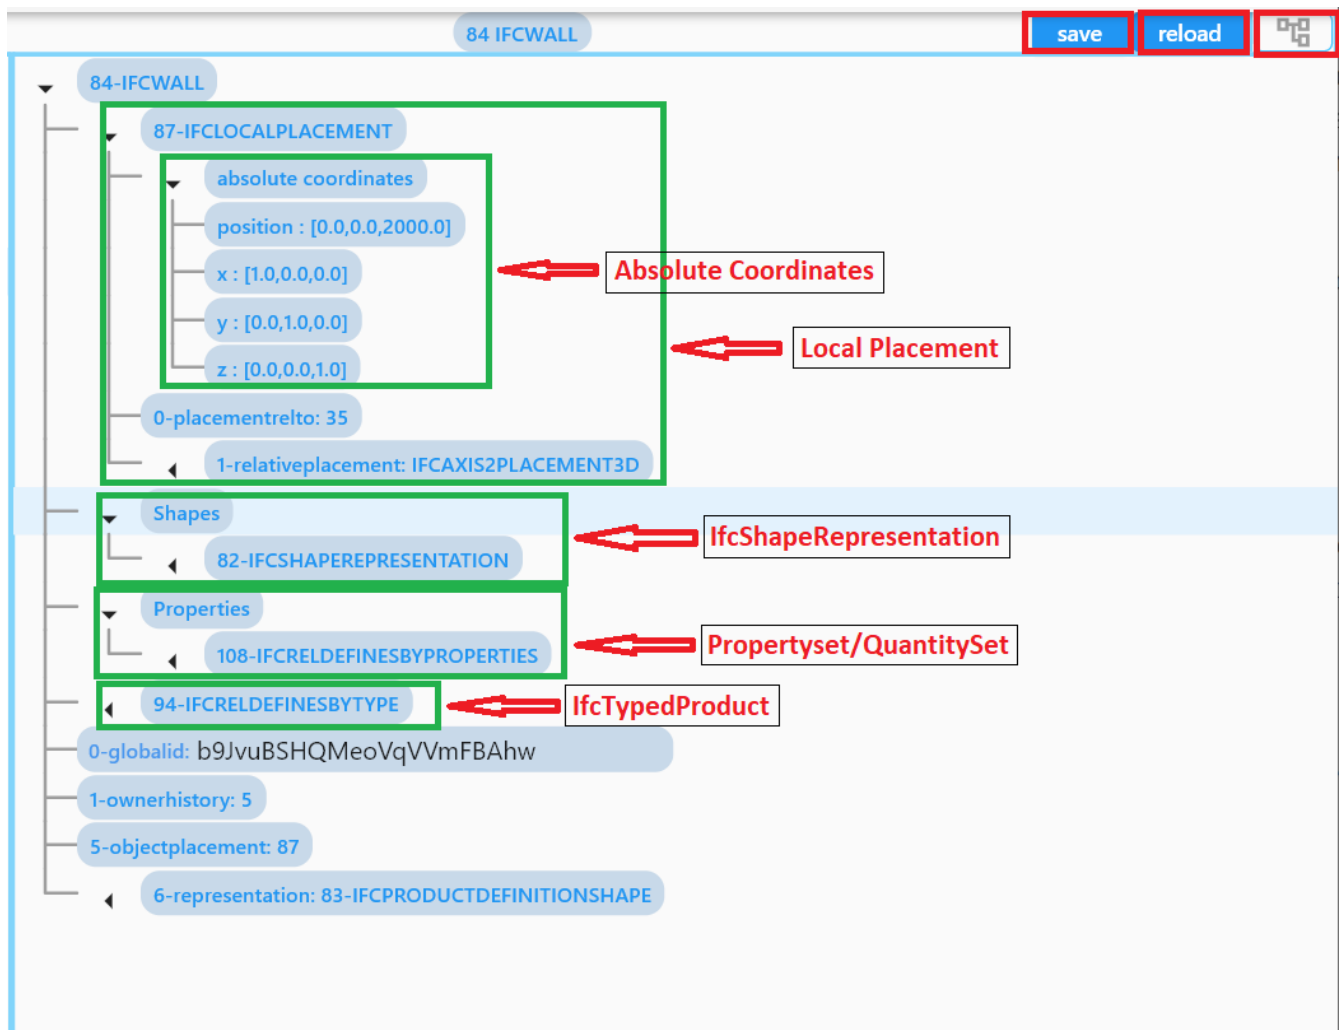 84 IFCWALL
save
reload
84-IFCWALL
87-IFCLOCALPLACEMENT
absolute coordinates
position : [0.0,0.0,2000.0]
x : [1.0,0.0,0.0]
Absolute Coordinates
y : [0.0,1.0,0.0]
Local Placement
z : [0.0,0.0,1.0]
0-placementrelto: 35
1-relativeplacement: IFCAXIS2PLACEMENT3D
Shapes
IfcShapeRepresentation
82-IFCSHAPEREPRESENTATION
Properties
Propertyset/QuantitySet
108-IFCRELDEFINESBYPROPERTIES
94-IFCRELDEFINESBYTYPE
IfcTypedProduct
0-globalid: b9JvuBSHQMeoVqVVmFBAhw
1-ownerhistory: 5
5-objectplacement: 87
6-representation: 83-IFCPRODUCTDEFINITIONSHAPE